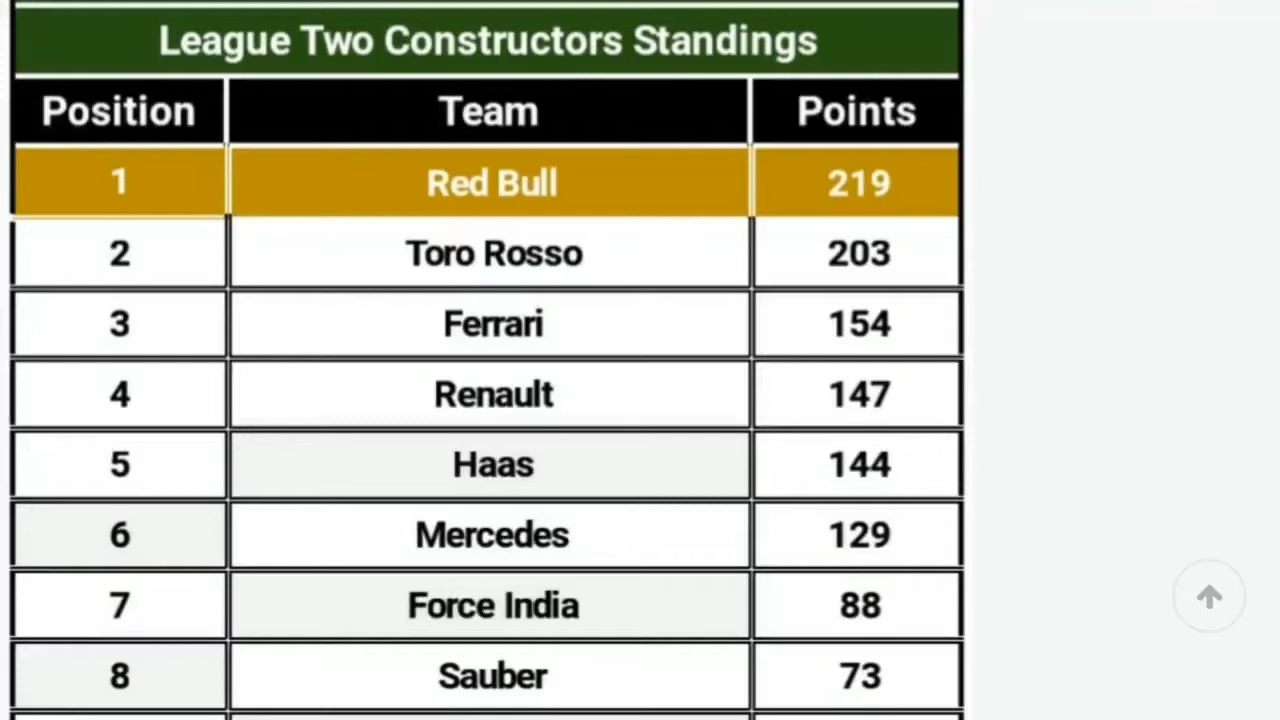 League Two Constructors Standings
Position Team Points
1 Red Bull 219
2 Toro Rosso 203
3 Ferrari 154
4 Renault 147
5 Haas 144
6 Mercedes 129
7 Force India 88
8 Sauber 73